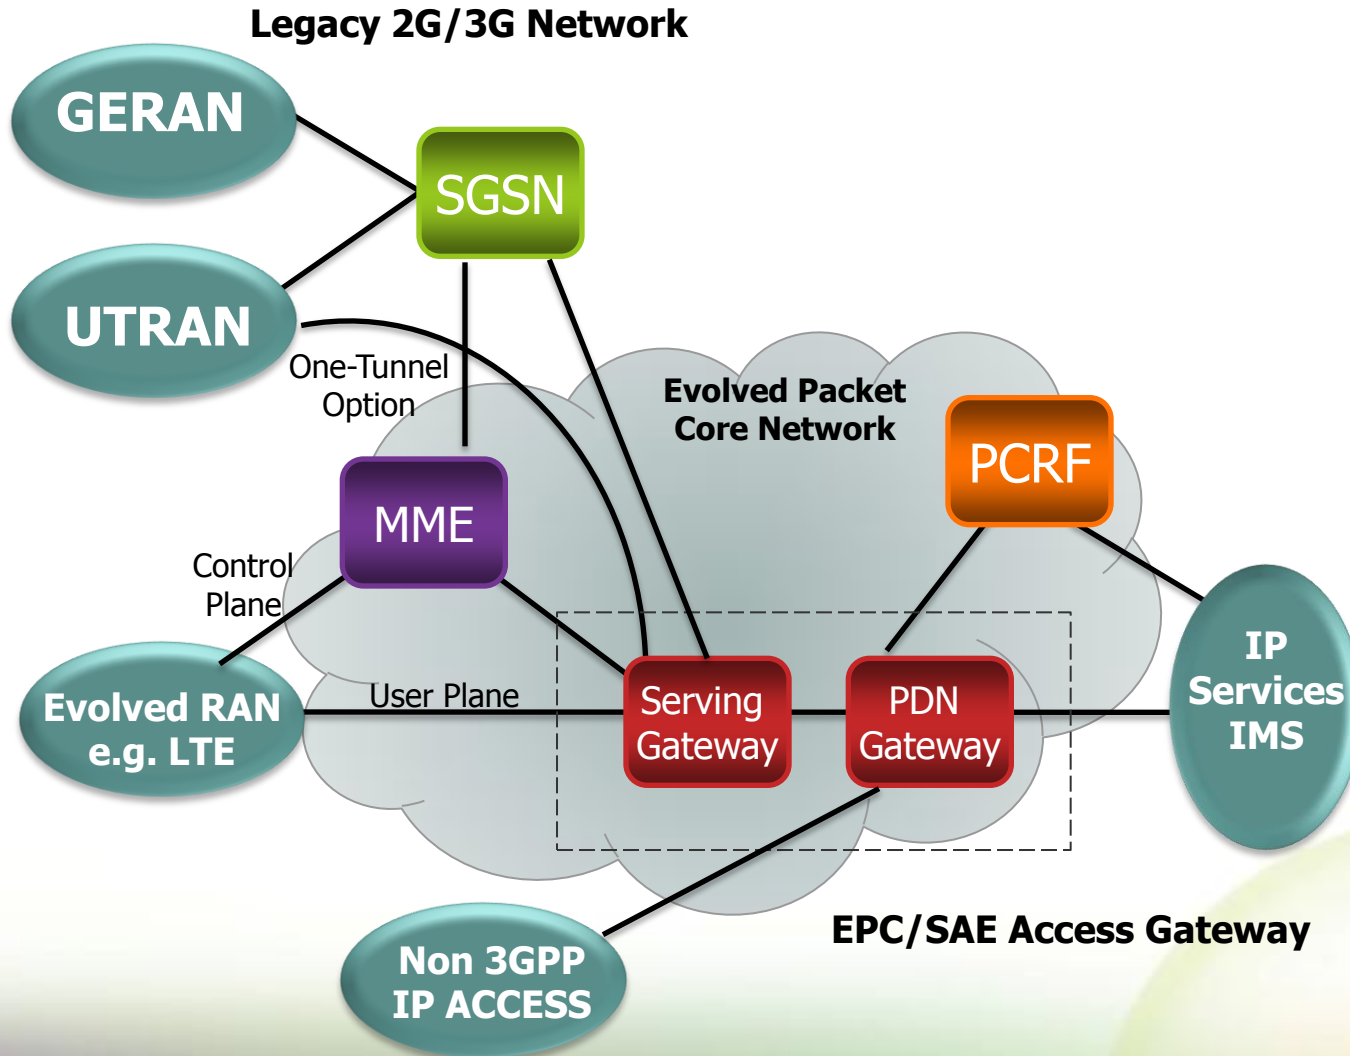 Legacy 2G/3G Network
GERAN
SGSN
UTRAN
One-Tunnel
Option
Evolved Packet
Core Network
PCRF
MME
Control
Plane
IP
Services
IMS
Evolved RAN
e.g. LTE
User Plane
Serving
Gateway
PDN
Gateway
EPC/SAE Access Gateway
Non 3GPP
IP ACCESS